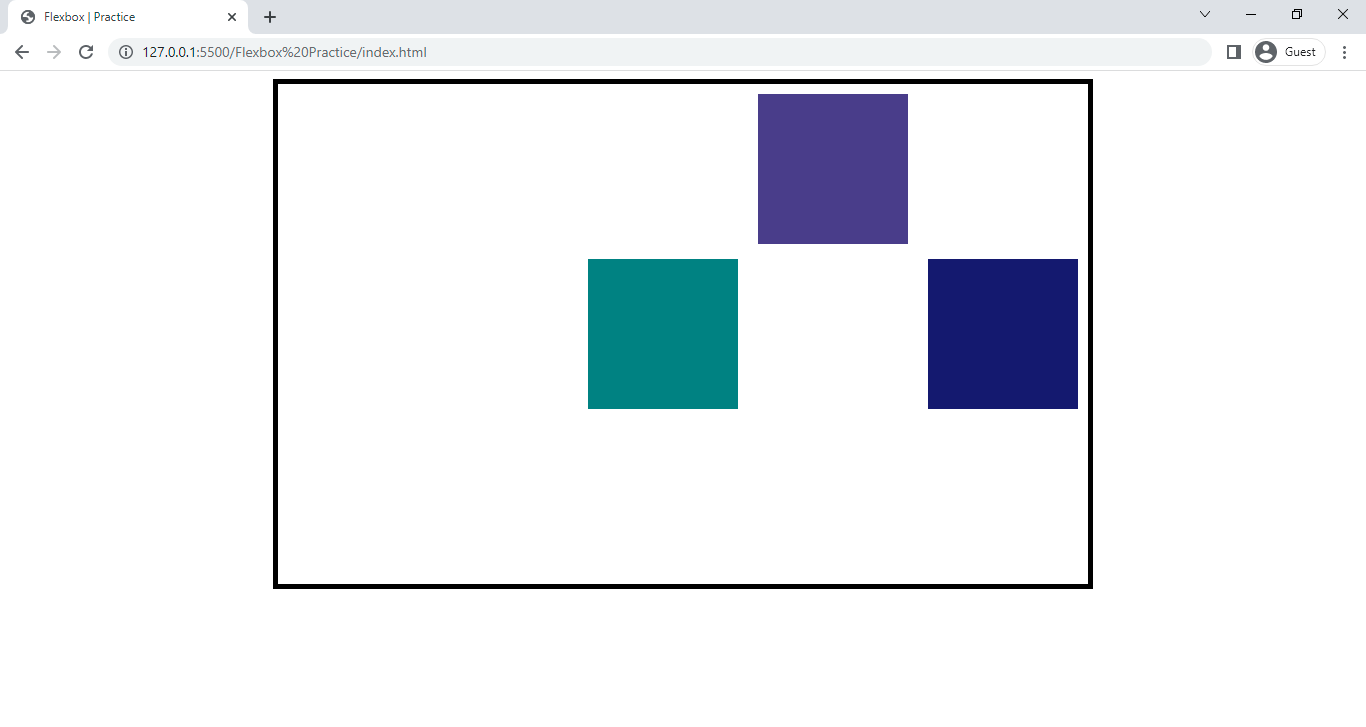 Flexbox | Practice
127.0.0.1:5500/Flexbox%20Practice/index.html
Guest